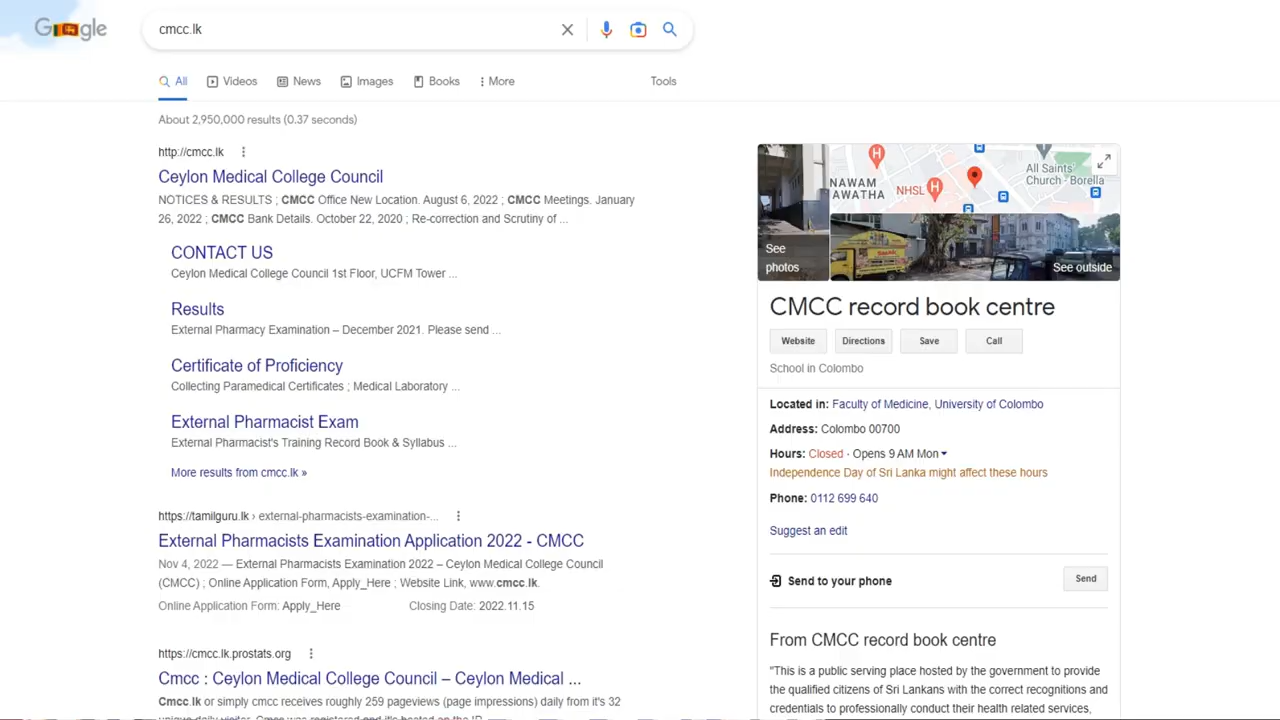 Google
cmcc.lk
All
Videos
News
Images
Books
More
Tools
About 2,950,000 results (0.37 seconds)
http://cmcc.lk
Ceylon Medical College Council
NOTICES & RESULTS ; CMCC Office New Location. August 6, 2022 ; CMCC Meetings. January
26, 2022 ; CMCC Bank Details. October 22, 2020 ; Re-correction and Scrutiny of ...
CONTACT US
Ceylon Medical College Council 1st Floor, UCFM Tower ...
Results
External Pharmacy Examination – December 2021. Please send ...
Certificate of Proficiency
Collecting Paramedical Certificates ; Medical Laboratory ...
External Pharmacist Exam
External Pharmacist's Training Record Book & Syllabus ...
More results from cmcc.lk »
https://tamilguru.lk › external-pharmacists-examination-...
External Pharmacists Examination Application 2022 - CMCC
Nov 4, 2022 — External Pharmacists Examination 2022 – Ceylon Medical College Council
(CMCC) ; Online Application Form, Apply_Here ; Website Link, www.cmcc.lk.
Online Application Form: Apply_Here
Closing Date: 2022.11.15
https://cmcc.lk.prostats.org
Cmcc : Ceylon Medical College Council – Ceylon Medical ...
Cmcc.lk or simply cmcc receives roughly 259 pageviews (page impressions) daily from it's 32
unique daily visitor. Cmcc was registered and it's hosted on the IP
H
NAWAM
NHSL
H
All Saints'
Church - Borella
See
photos
See outside
CMCC record book centre
Website
Directions
Save
Call
School in Colombo
Located in: Faculty of Medicine, University of Colombo
Address: Colombo 00700
Hours: Closed · Opens 9 AM Mon
Independence Day of Sri Lanka might affect these hours
Phone: 0112 699 640
Suggest an edit
Send to your phone
Send
From CMCC record book centre
"This is a public serving place hosted by the government to provide
the qualified citizens of Sri Lankans with the correct recognitions and
credentials to professionally conduct their health related services,